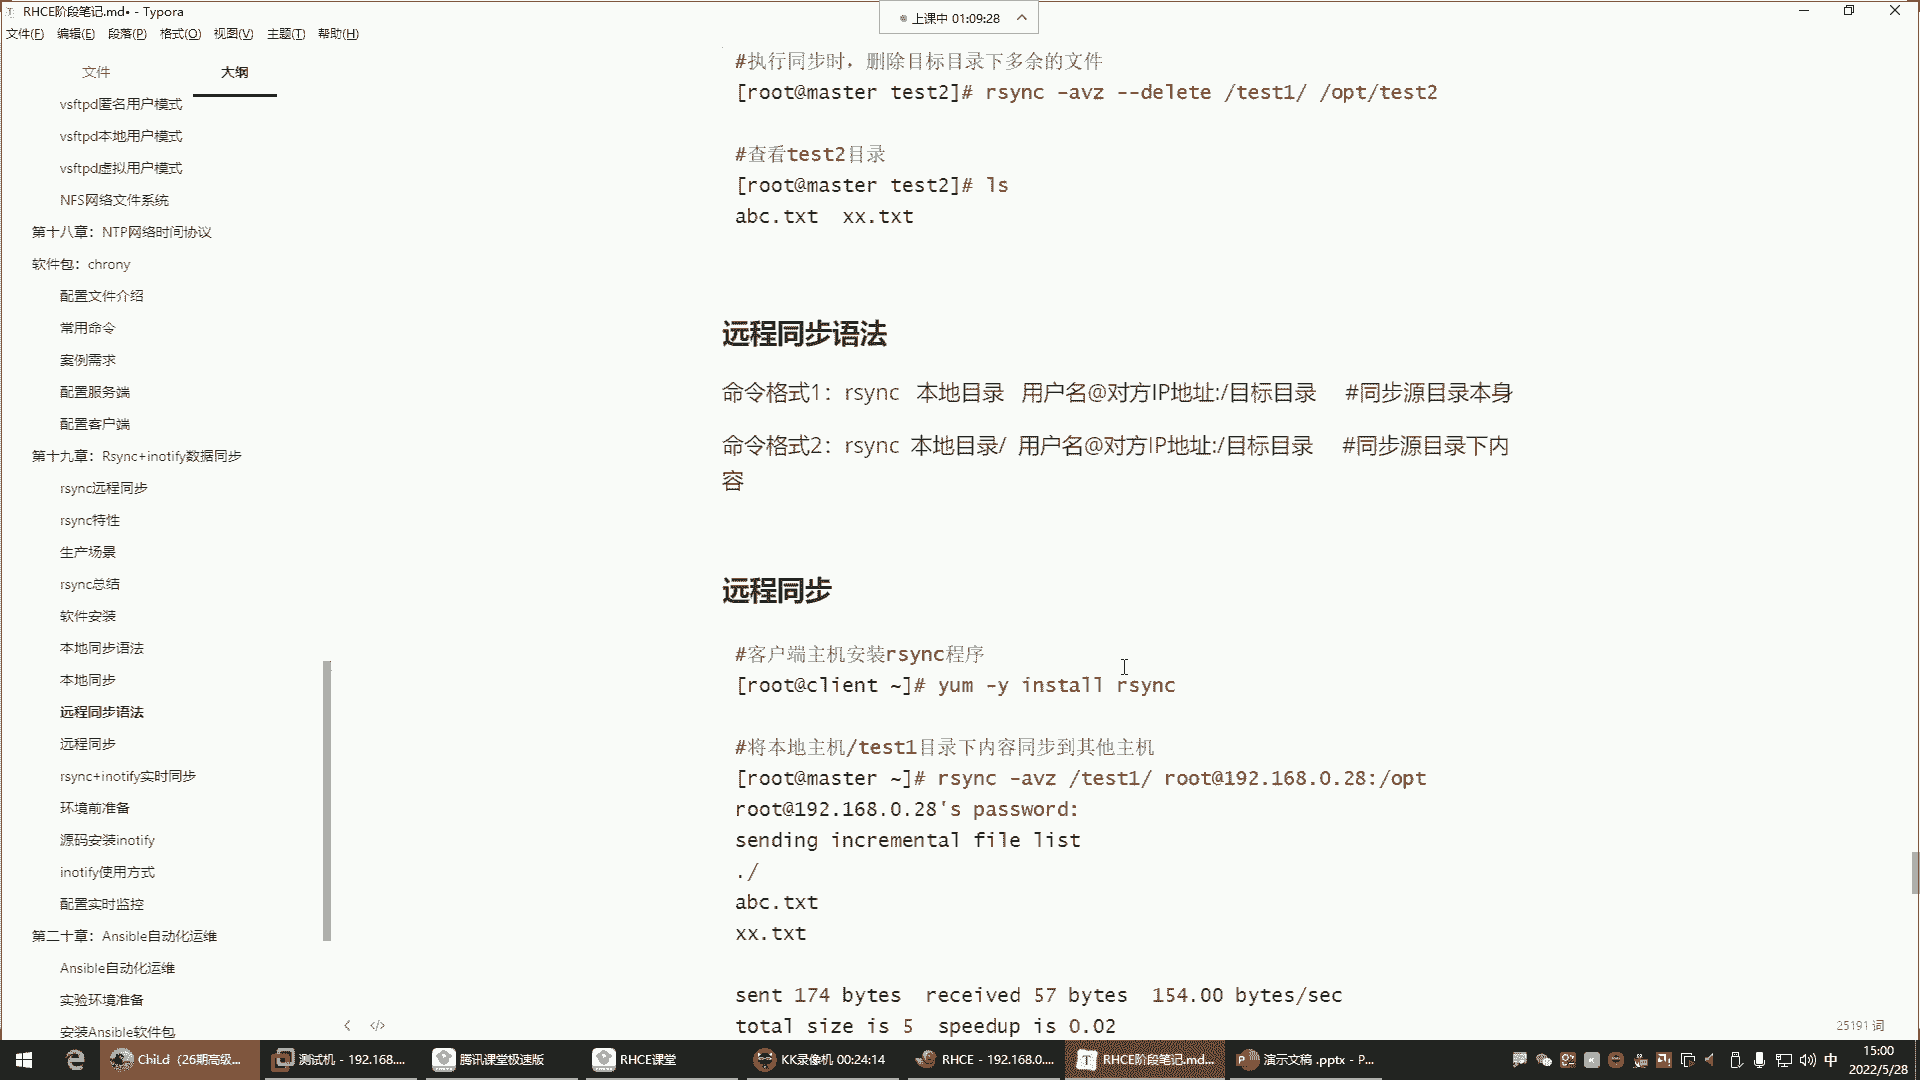 RHCE阶段笔记.md• - Typora
上课中 01:09:28
文件(F) 编辑(E) 段落(P) 格式(O) 视图(V) 主题(T) 帮助(H)
文件 大纲
vsftpd匿名用户模式
vsftpd本地用户模式
vsftpd虚拟用户模式
NFS网络文件系统
第十八章：NTP网络时间协议
软件包：chrony
配置文件介绍
常用命令
案例需求
配置服务端
配置客户端
第十九章：Rsync+inotify数据同步
rsync远程同步
rsync特性
生产场景
rsync总结
软件安装
本地同步语法
本地同步
远程同步语法
远程同步
rsync+inotify实时同步
环境前准备
源码安装inotify
inotify使用方式
配置实时监控
第二十章：Ansible自动化运维
Ansible自动化运维
实验环境准备
安装Ansible软件包
#执行同步时，删除目标目录下多余的文件
[root@master test2]# rsync -avz --delete /test1/ /opt/test2
#查看test2目录
[root@master test2]# ls
abc.txt  xx.txt
远程同步语法
命令格式1：rsync 本地目录 用户名@对方IP地址:/目标目录 #同步源目录本身
命令格式2：rsync 本地目录/ 用户名@对方IP地址:/目标目录 #同步源目录下内
容
远程同步
#客户端主机安装rsync程序
[root@client ~]# yum -y install rsync
#将本地主机/test1目录下内容同步到其他主机
[root@master ~]# rsync -avz /test1/ root@192.168.0.28:/opt
root@192.168.0.28's password:
sending incremental file list
./
abc.txt
xx.txt
sent 174 bytes  received 57 bytes  154.00 bytes/sec
total size is 5  speedup is 0.02
25191 词
ChiLd（26期高级... 测试机 - 192.168.... 腾讯课堂极速版 RHCE课堂 KK录像机 00:24:14 RHCE - 192.168.0.... RHCE阶段笔记.md... 演示文稿 .pptx - P... 中 15:00
2022/5/28